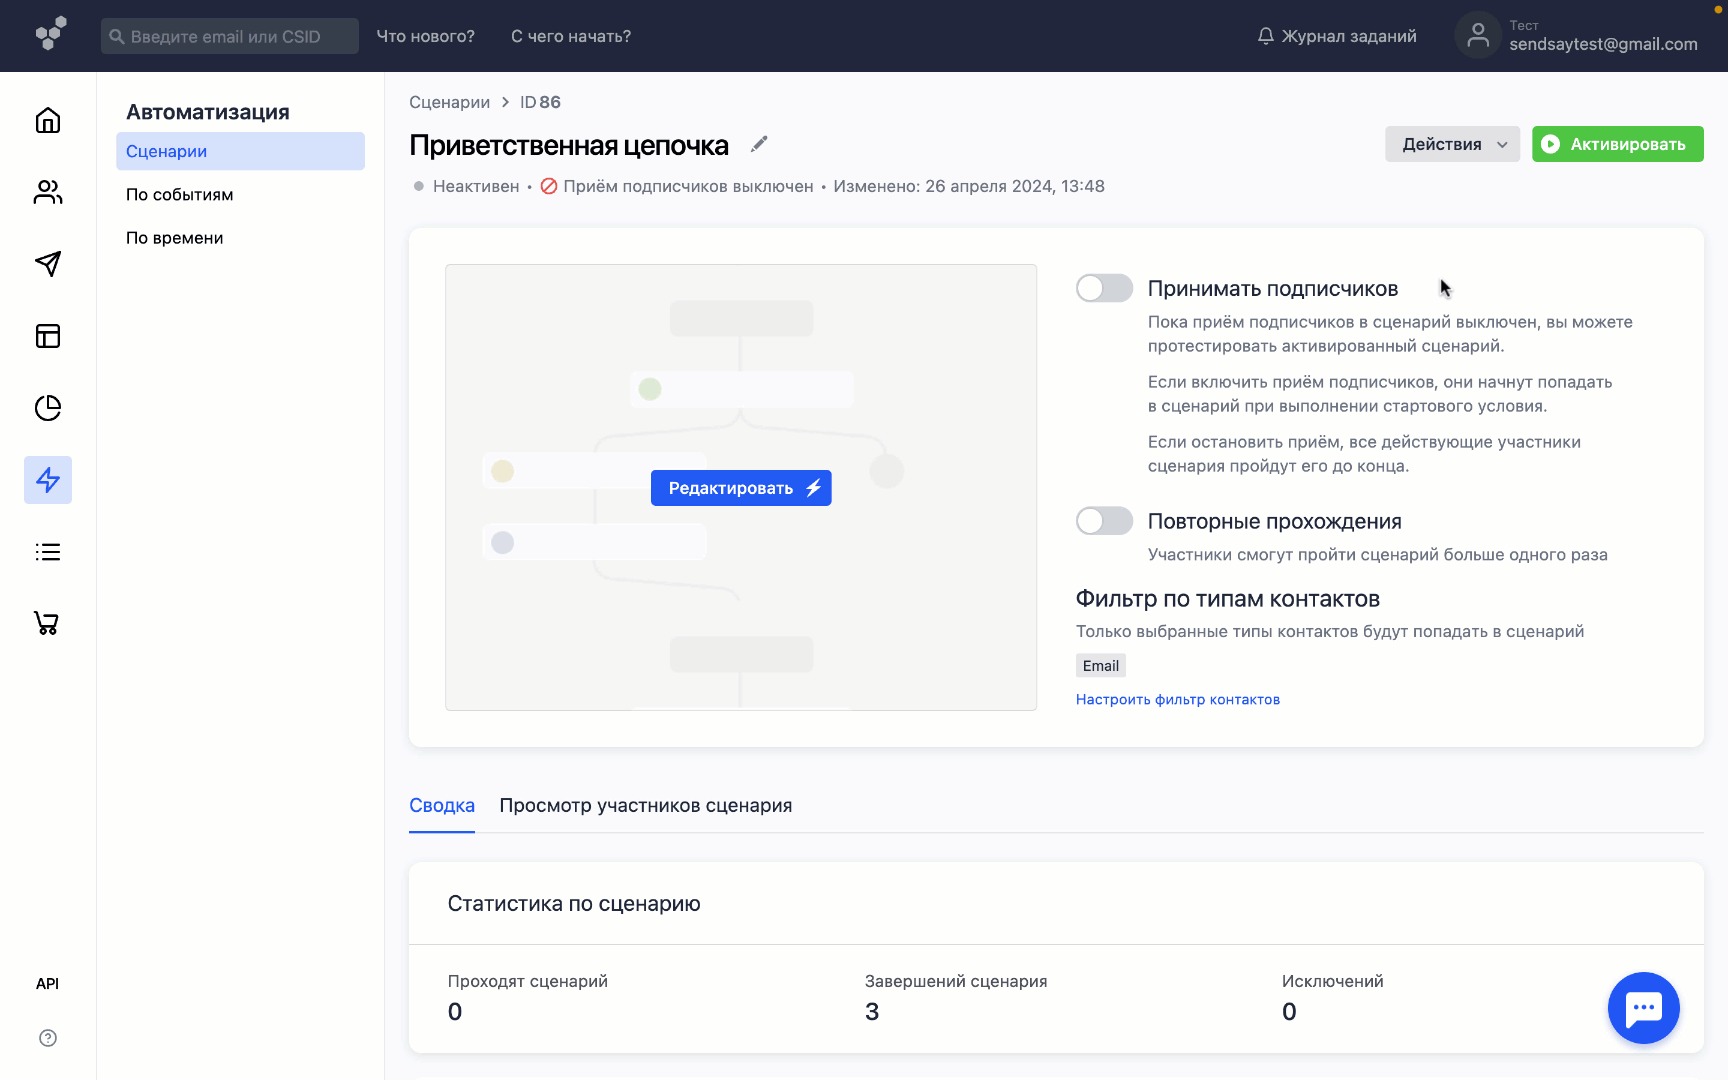 Введите email или CSID
Что нового?
С чего начать?
Журнал заданий
Тест
sendsaytest@gmail.com
Автоматизация
Сценарии
По событиям
По времени
API
Сценарии > ID 86
Приветственная цепочка
Действия
Активировать
Неактивен • Приём подписчиков выключен • Изменено: 26 апреля 2024, 13:48
Редактировать
Принимать подписчиков
Пока приём подписчиков в сценарий выключен, вы можете
протестировать активированный сценарий.
Если включить приём подписчиков, они начнут попадать
в сценарий при выполнении стартового условия.
Если остановить приём, все действующие участники
сценария пройдут его до конца.
Повторные прохождения
Участники смогут пройти сценарий больше одного раза
Фильтр по типам контактов
Только выбранные типы контактов будут попадать в сценарий
Email
Настроить фильтр контактов
Сводка
Просмотр участников сценария
Статистика по сценарию
Проходят сценарий
0
Завершений сценария
3
Исключений
0